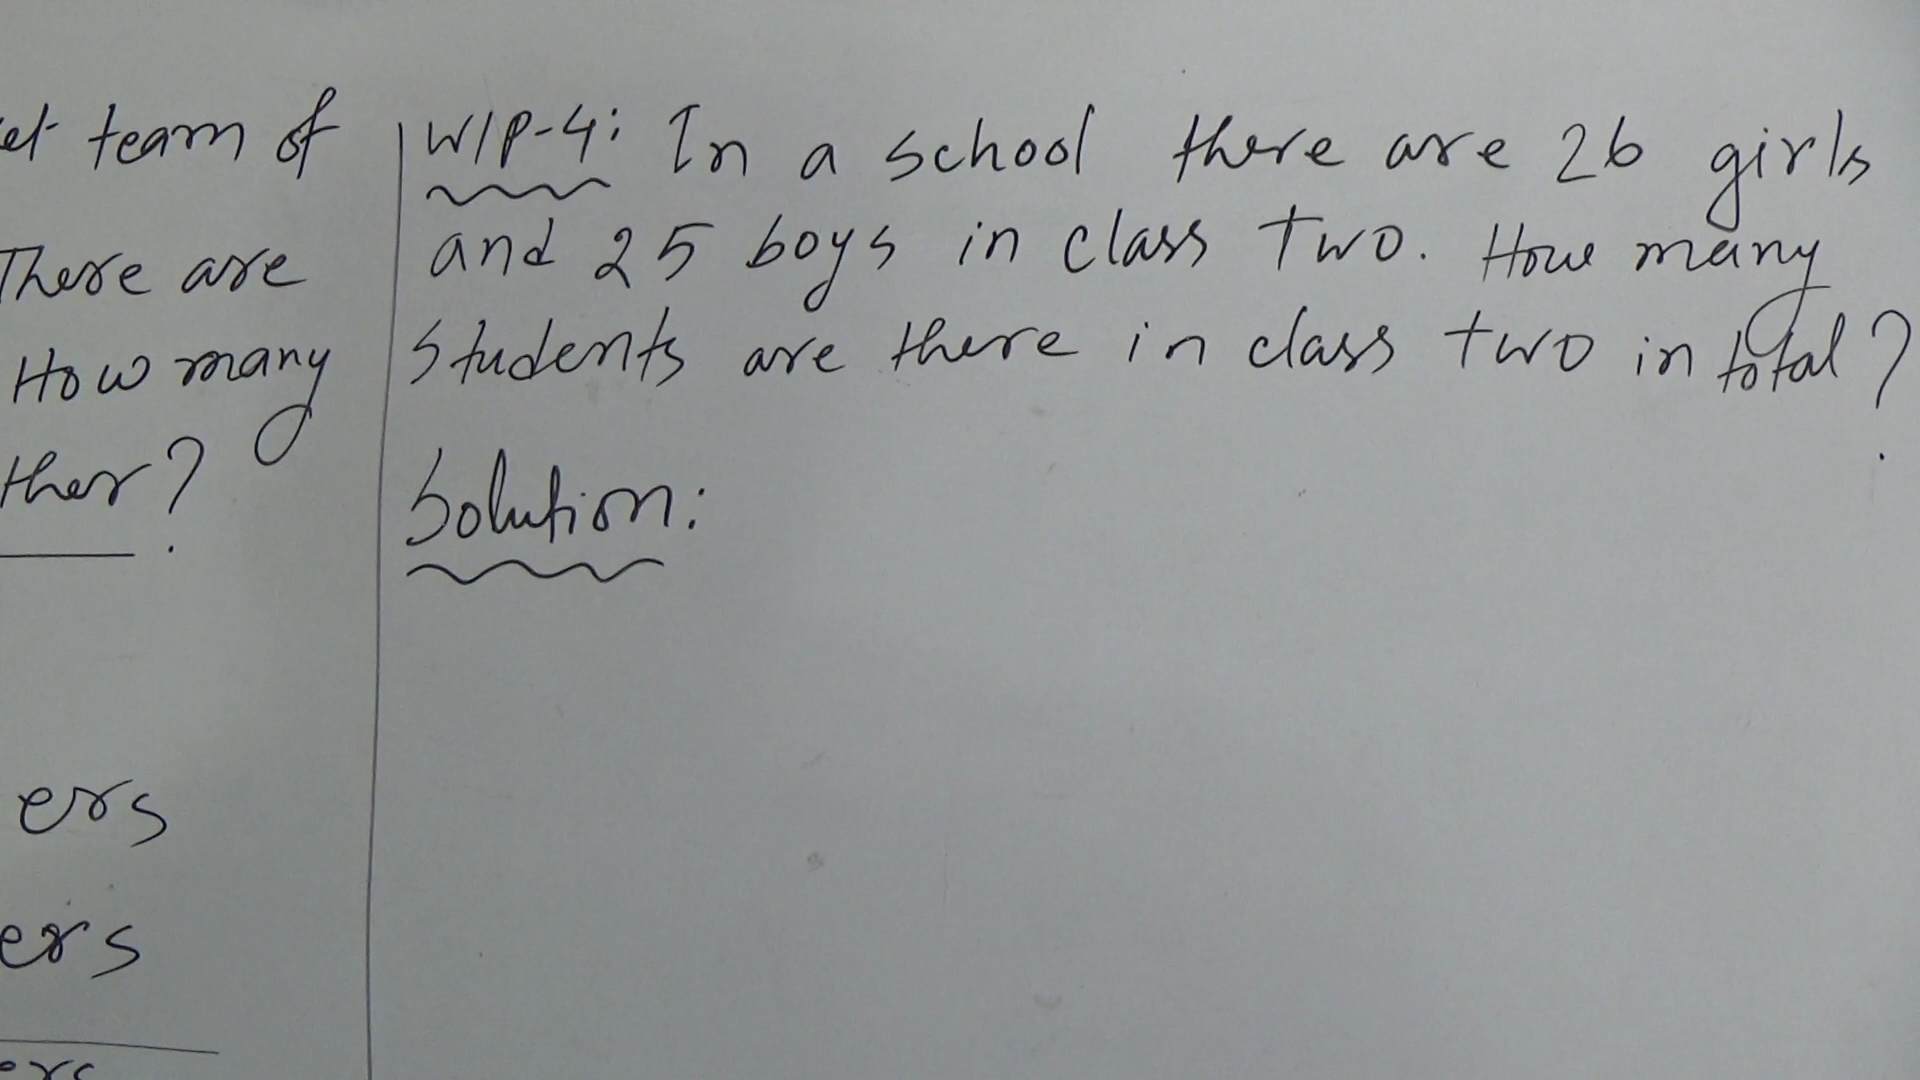 et team of
There are
How many
ther?
ers
ers
ers
W/P-4: In a school there are 26 girls
and 25 boys in class two. How many
students are there in class two in total?
Solution: